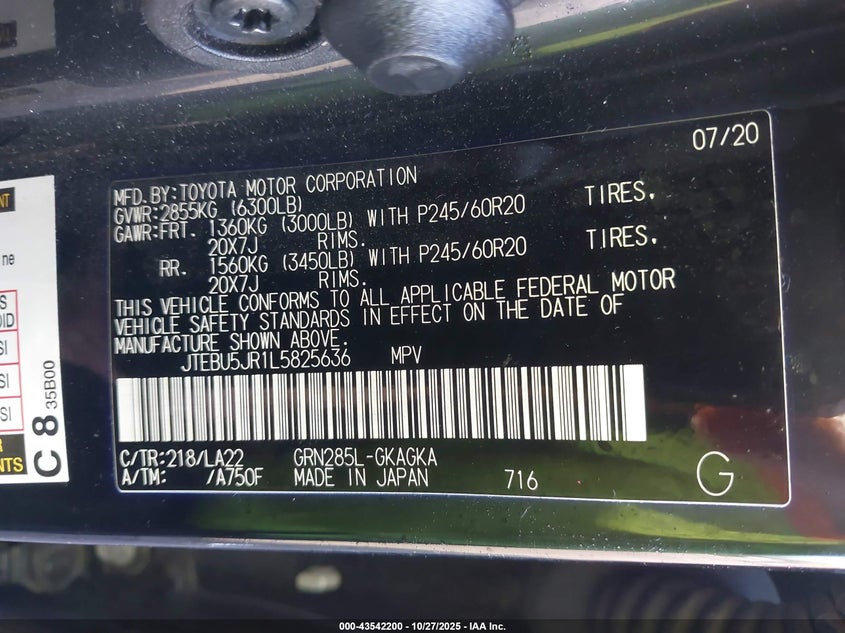 07/20
MFD.BY:TOYOTA MOTOR CORPORATION
GVWR:2855KG (6300LB)
GAWR:FRT. 1360KG (3000LB) WITH P245/60R20 TIRES.
20X7J RIMS.
RR. 1560KG (3450LB) WITH P245/60R20 TIRES.
20X7J RIMS.
THIS VEHICLE CONFORMS TO ALL APPLICABLE FEDERAL MOTOR
VEHICLE SAFETY STANDARDS IN EFFECT ON THE DATE OF
MANUFACTURE SHOWN ABOVE.
JTEBU5JR1L5825636 MPV
C/TR:218/LA22 GRN285L-GKAGKA
A/TM: /A750F MADE IN JAPAN 716 G
C 8 35B00
000-43542200 - 10/27/2025 - IAA Inc.